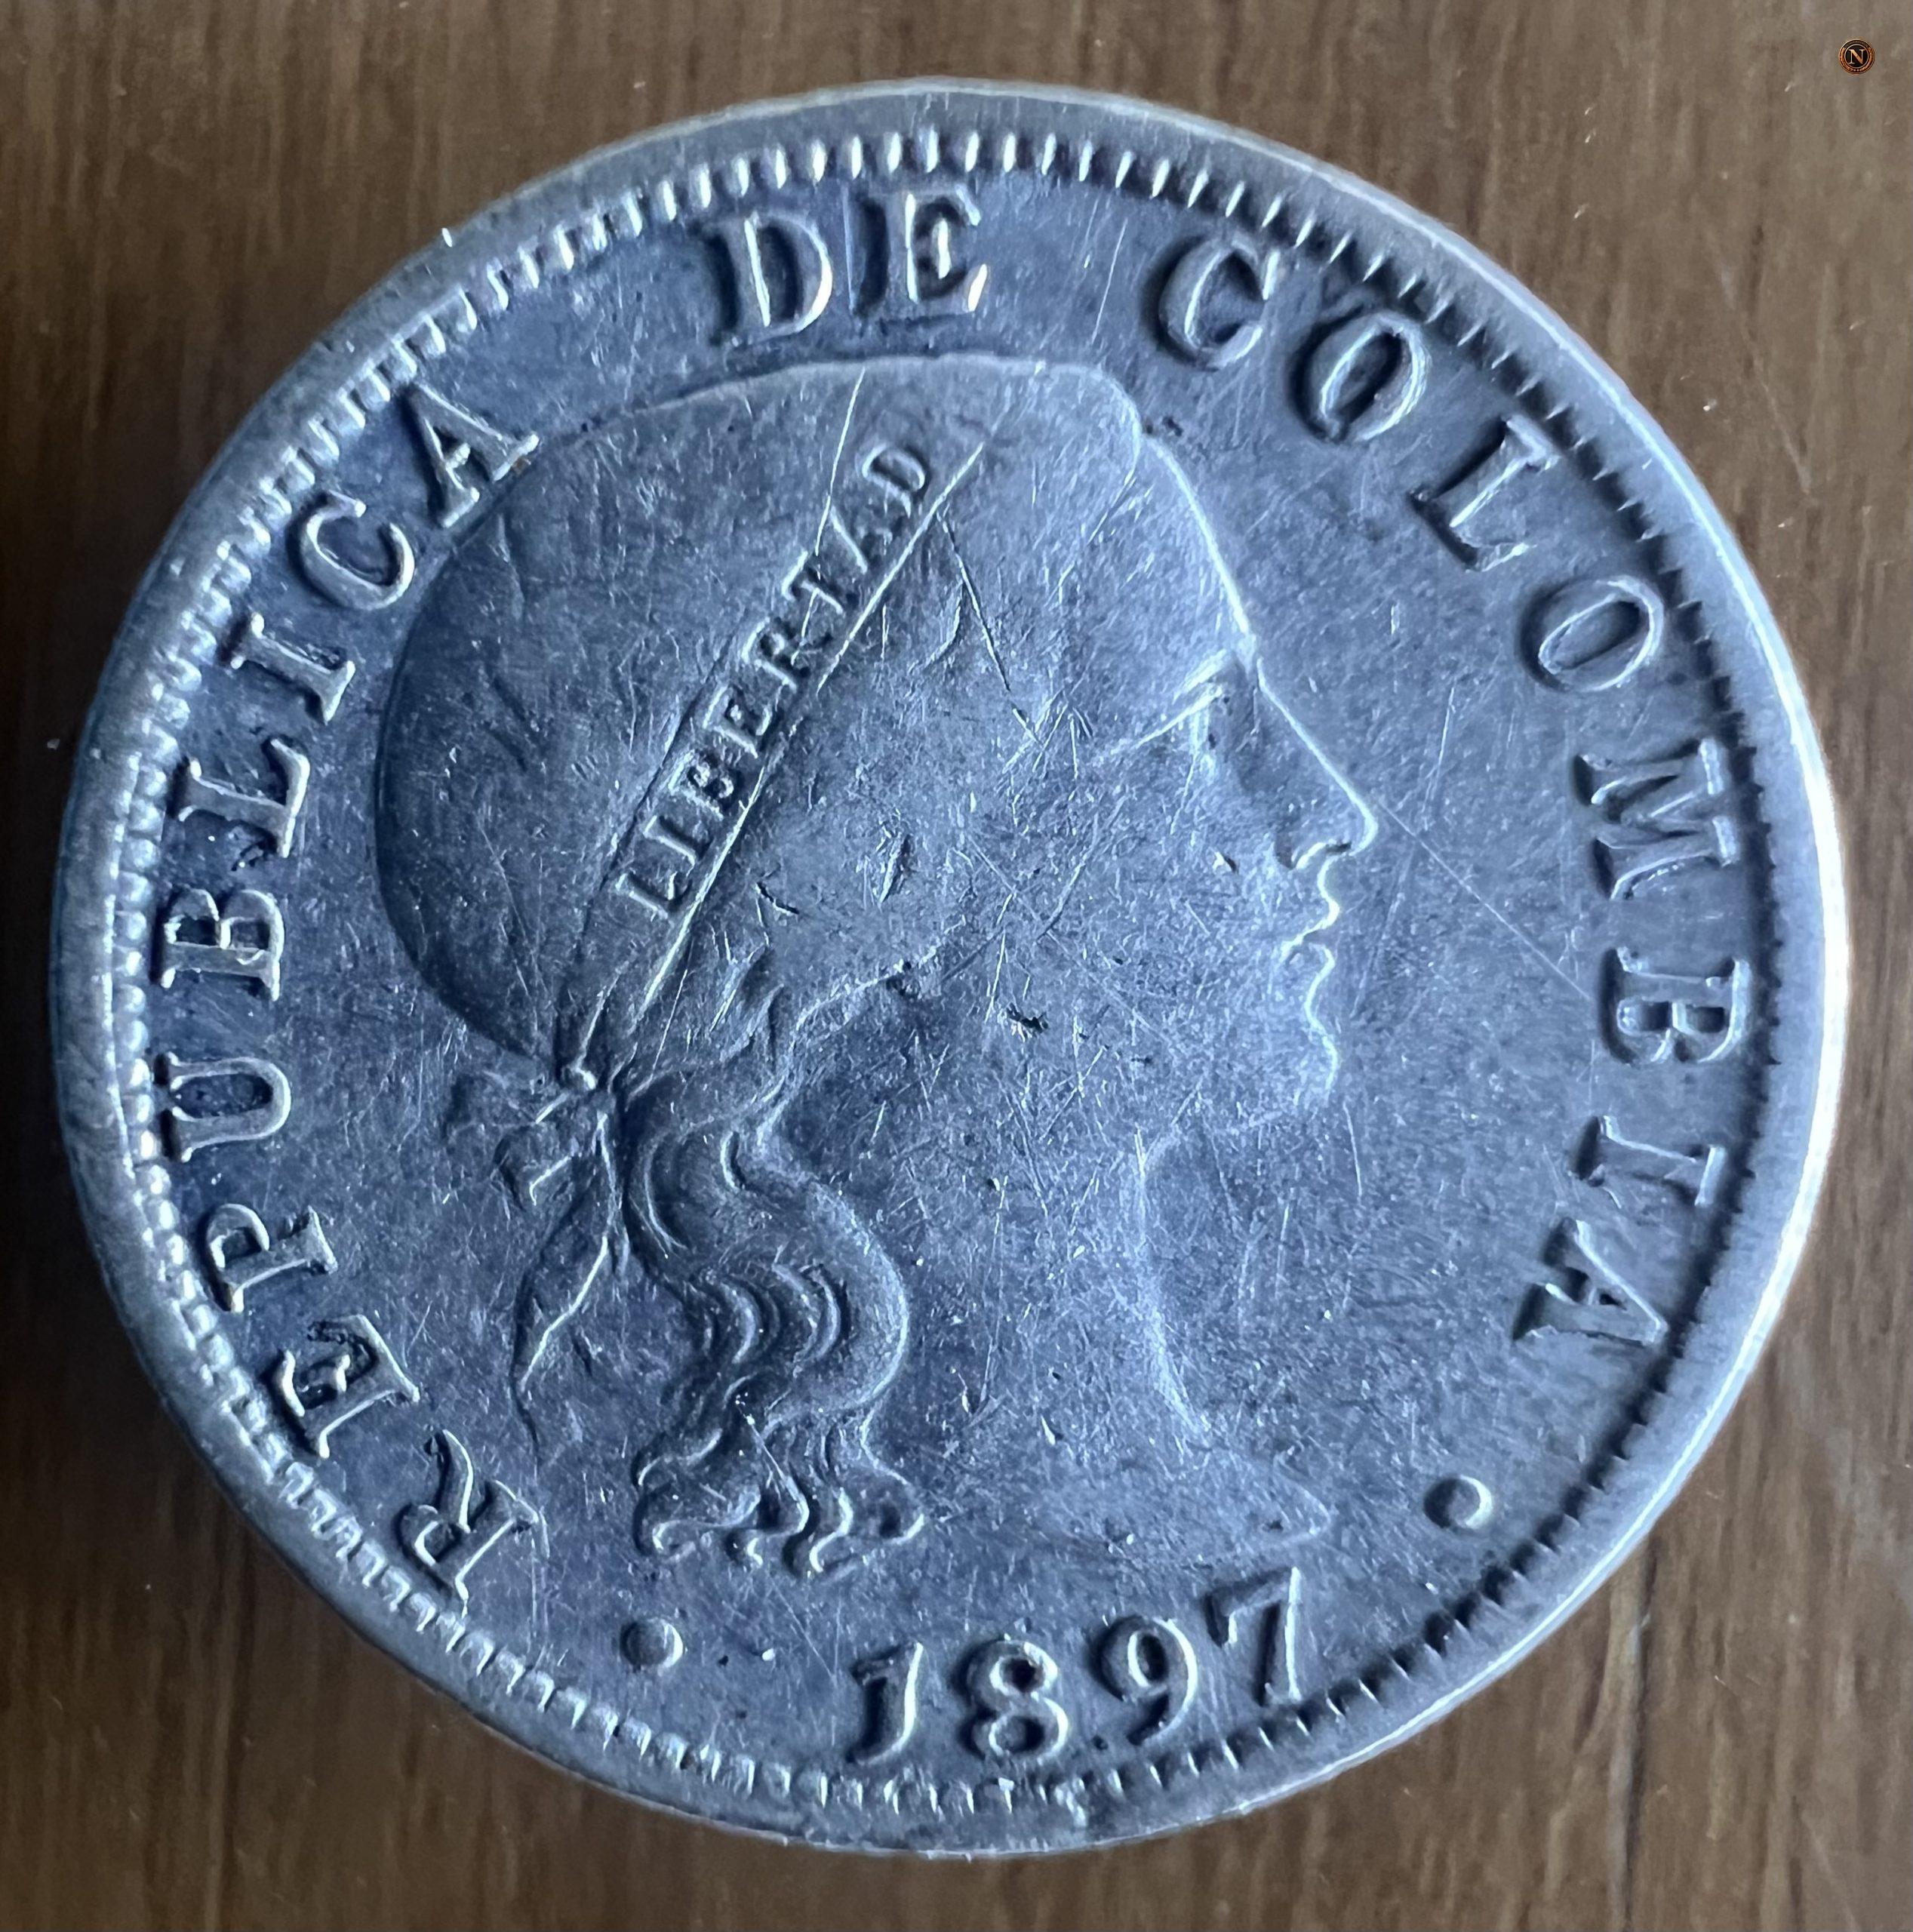 REPUBLICA DE COLOMBIA
LIBERTAD
1897
N